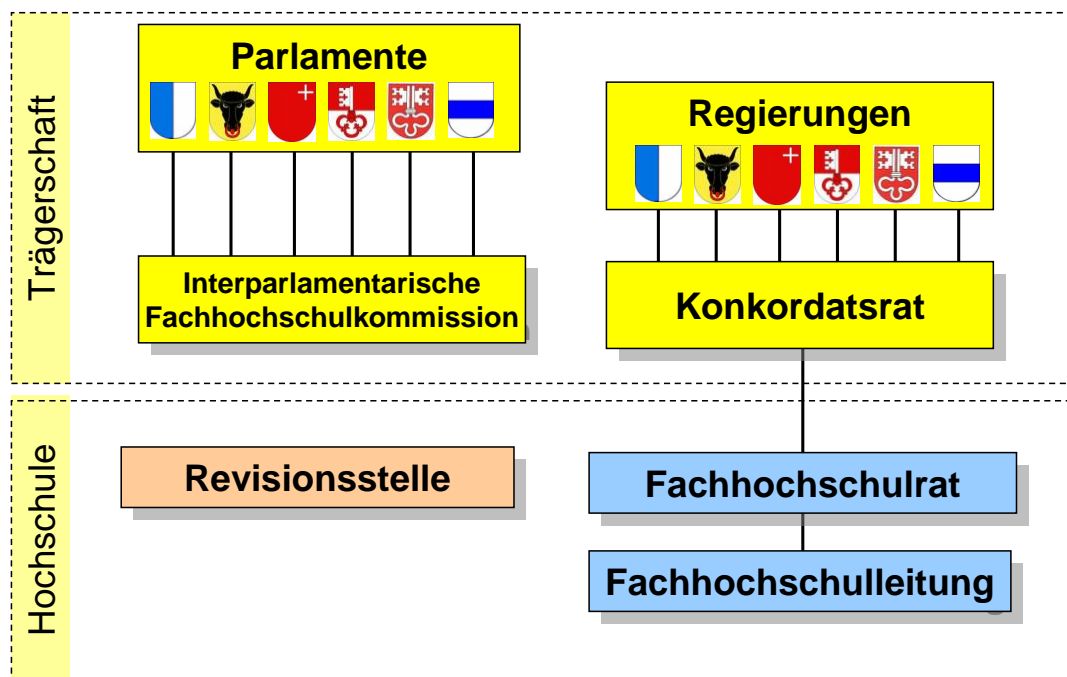 Trägerschaft
Parlamente
Regierungen
Interparlamentarische
Fachhochschulkommission
Konkordatsrat
Hochschule
Revisionsstelle
Fachhochschulrat
Fachhochschulleitung